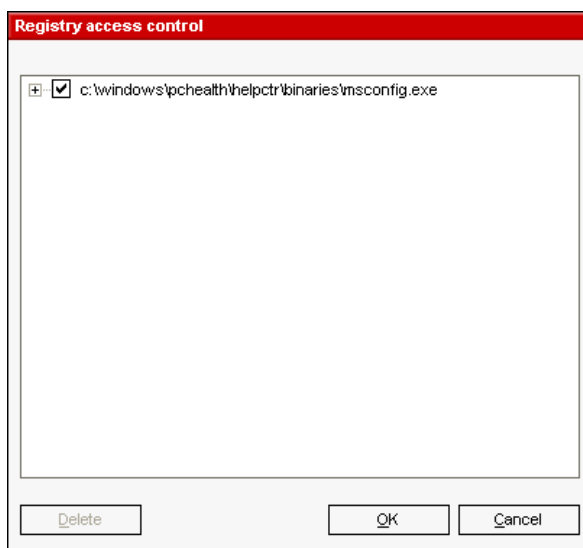 Registry access control
c:\windows\pchealth\helpctr\binaries\msconfig.exe
Delete
OK
Cancel